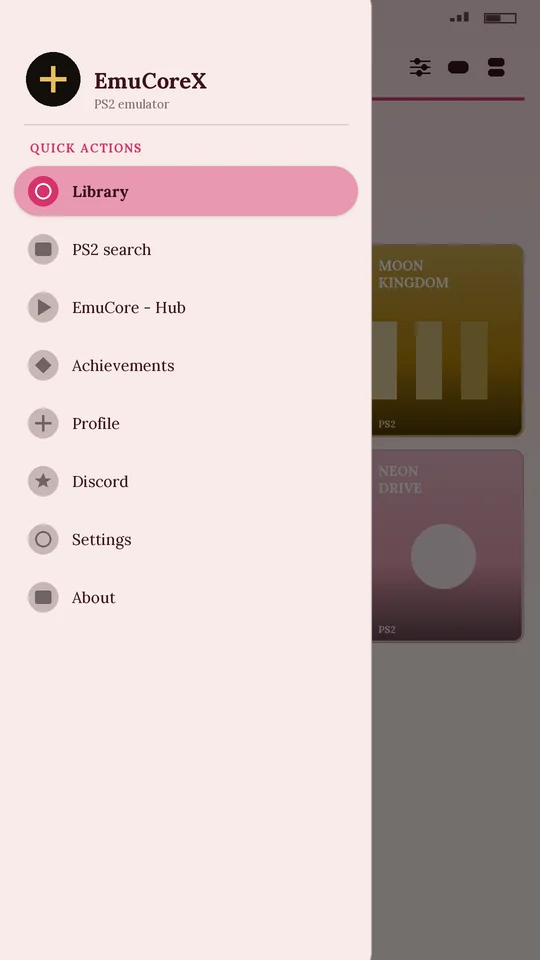 EmuCoreX
PS2 emulator
QUICK ACTIONS
Library
PS2 search
EmuCore - Hub
Achievements
Profile
Discord
Settings
About
MOON
KINGDOM
PS2
NEON
DRIVE
PS2